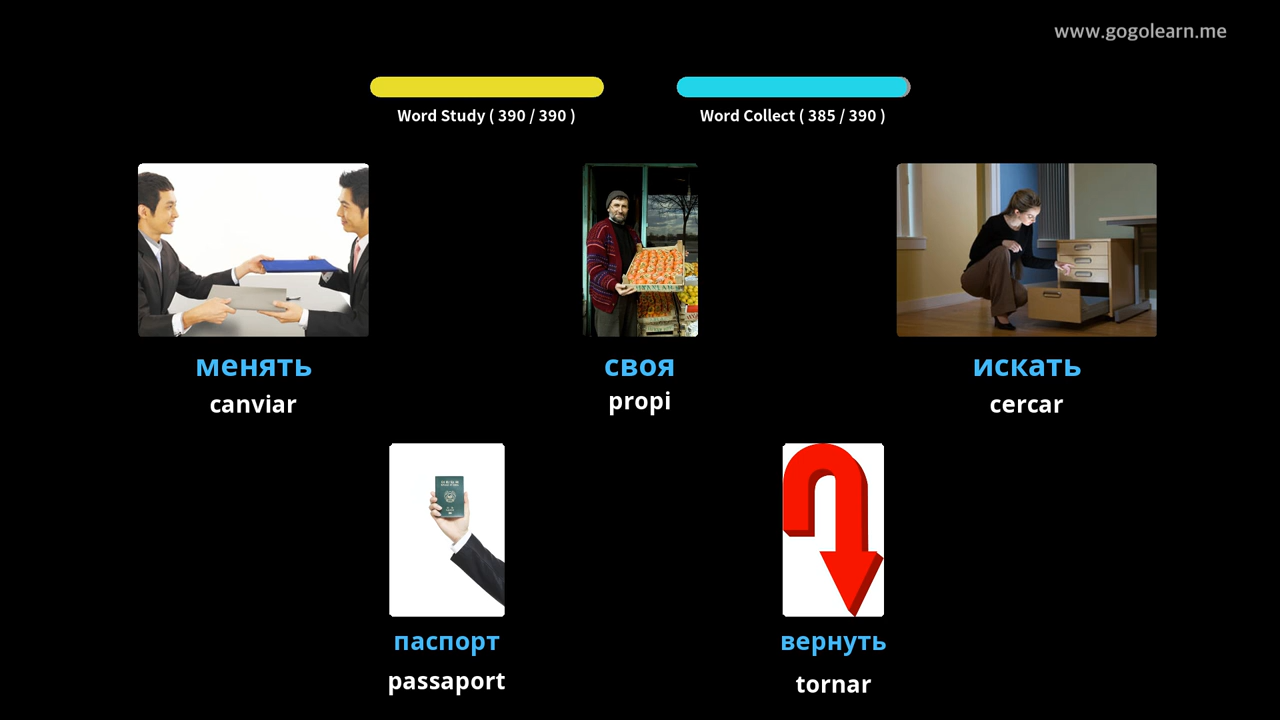 www.gogolearn.me
Word Study ( 390 / 390 )
Word Collect ( 385 / 390 )
менять
canviar
своя
propi
искать
cercar
паспорт
passaport
вернуть
tornar